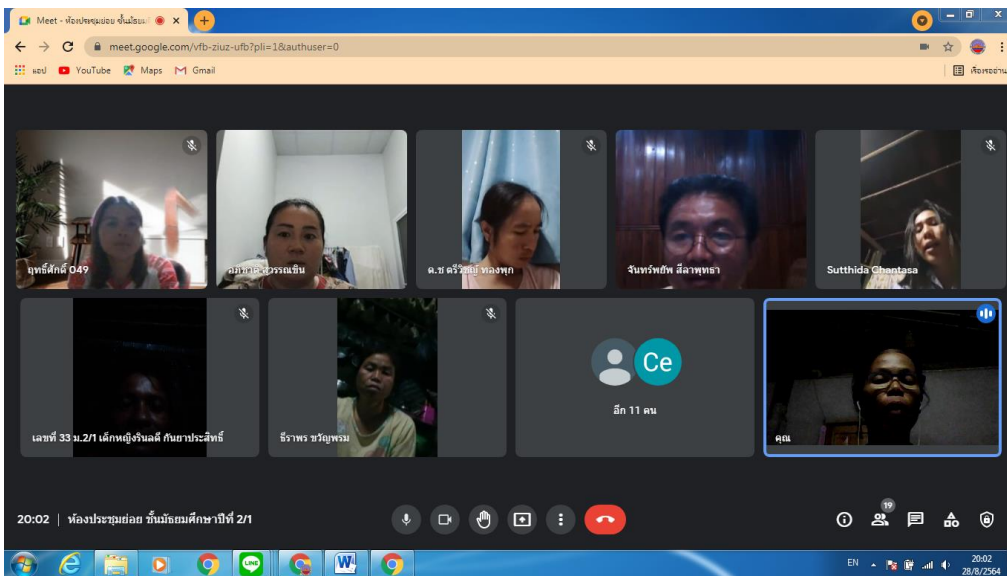 Meet - ห้องประชุมย่อย ชั้นมัธยม
meet.google.com/vfb-ziuz-ufb?pli=1&authuser=0
แอป YouTube Maps Gmail
ฤทธิ์ศักดิ์ 049
สุวรรณชิน
ด.ช ตรีวิชญ์ ทองพุก
จันทร์พยัพ สีลาพุทธา
Sutthida Chantasa
เลขที่ 33 ม.2/1 เด็กหญิงรินลดี กันยาประสิทธิ์
ธีราพร ขวัญพรม
Ce
อีก 11 คน
คุณ
20:02 | ห้องประชุมย่อย ชั้นมัธยมศึกษาปีที่ 2/1
19
EN
20:02
28/8/2564